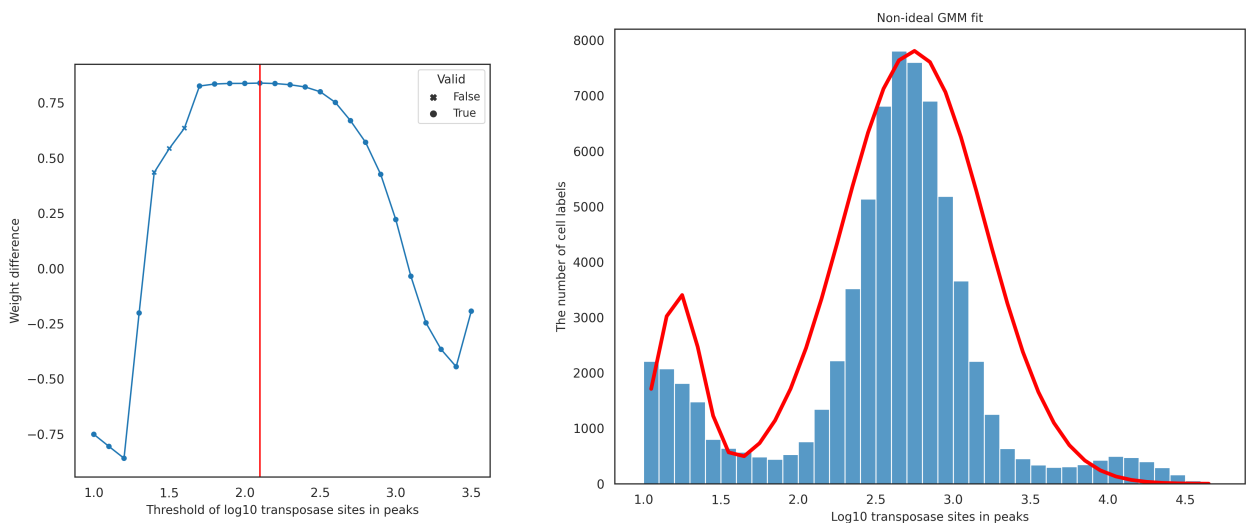 Valid
False
True
0.75
0.50
0.25
0.00
−0.25
−0.50
−0.75
Weight difference
1.0 1.5 2.0 2.5 3.0 3.5
Threshold of log10 transposase sites in peaks
Non-ideal GMM fit
8000
7000
6000
5000
4000
3000
2000
1000
0
The number of cell labels
1.0 1.5 2.0 2.5 3.0 3.5 4.0 4.5
Log10 transposase sites in peaks